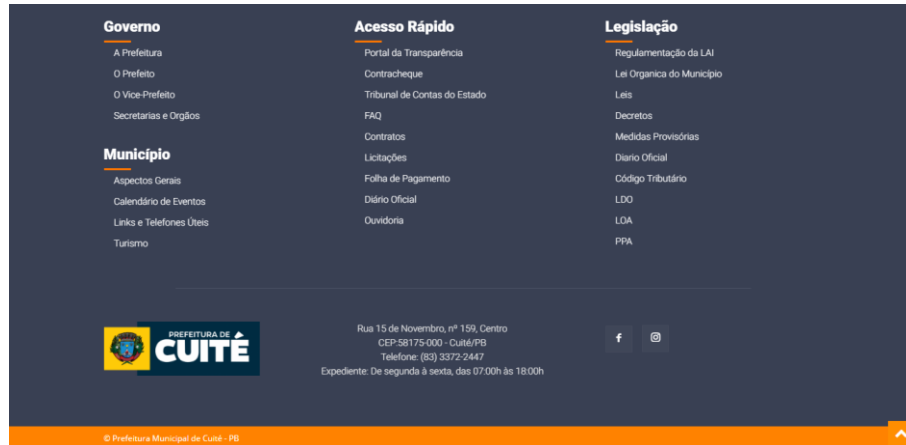 Governo
A Prefeitura
O Prefeito
O Vice-Prefeito
Secretarias e Orgãos
Município
Aspectos Gerais
Calendário de Eventos
Links e Telefones Úteis
Turismo
Acesso Rápido
Portal da Transparência
Contracheque
Tribunal de Contas do Estado
FAQ
Contratos
Licitações
Folha de Pagamento
Diário Oficial
Ouvidoria
Legislação
Regulamentação da LAI
Lei Organica do Município
Leis
Decretos
Medidas Provisórias
Diario Oficial
Código Tributário
LDO
LOA
PPA
PREFEITURA DE
CUITÉ
Rua 15 de Novembro, nº 159, Centro
CEP:58175-000 - Cuité/PB
Telefone: (83) 3372-2447
Expediente: De segunda à sexta, das 07:00h às 18:00h
© Prefeitura Municipal de Cuité - PB